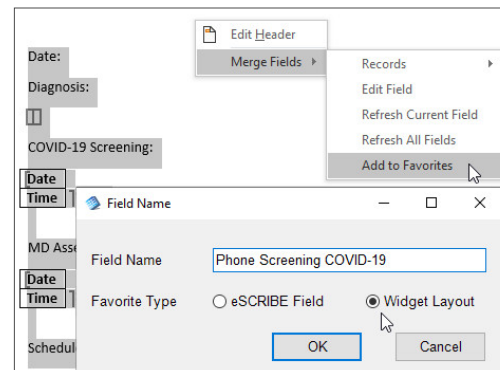 Edit Header
Merge Fields
Records
Edit Field
Refresh Current Field
Refresh All Fields
Add to Favorites
Date:
Diagnosis:
COVID-19 Screening:
Date
Time
MD Asse
Date
Time
Schedul
Field Name
Field Name
Phone Screening COVID-19
Favorite Type
eSCRIBE Field
Widget Layout
OK
Cancel